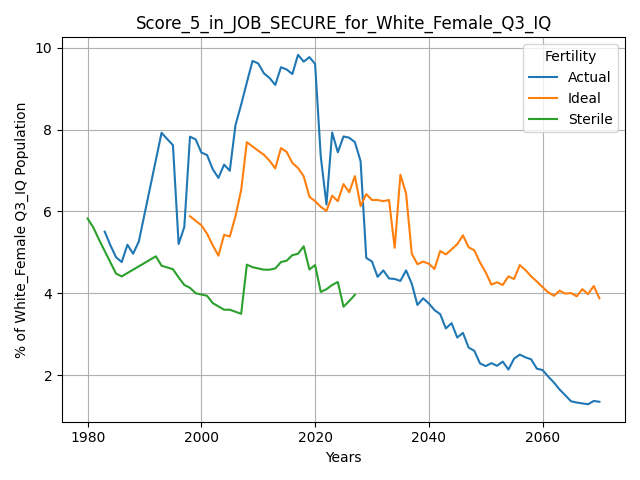 Score_5_in_JOB_SECURE_for_White_Female_Q3_IQ
% of White_Female Q3_IQ Population
10
8
6
4
2
Fertility
Actual
Ideal
Sterile
1980 2000 2020 2040 2060
Years